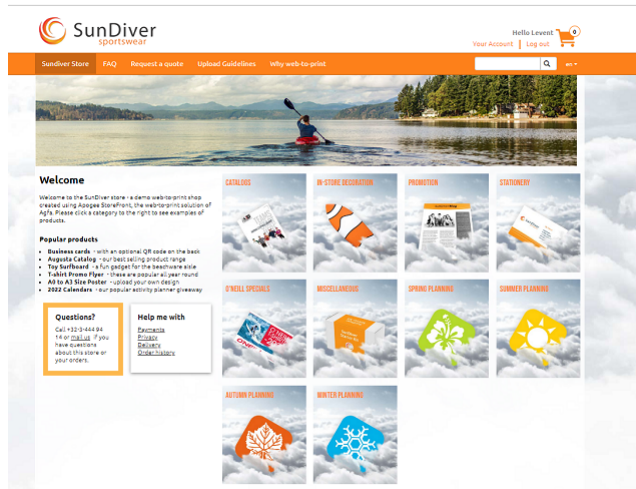 SunDiver
sportswear
Hello Levent
0
Your Account | Log out
Sundiver Store
FAQ
Request a quote
Upload Guidelines
Why web-to-print
en
Welcome
Welcome to the SunDiver store - a demo web-to-print shop
created using Apogee StoreFront, the web-to-print solution of
Agfa. Please click a category to the right to see examples of
products.
Popular products
Business cards - with an optional QR code on the back
Augusta Catalog - our best selling product range
Toy Surfboard - a fun gadget for the beachware aisle
T-shirt Promo Flyer - these are popular all year round
A0 to A3 Size Poster - upload your own design
2022 Calendars - our popular activity planner giveaway
Questions?
Call +32-3-444 94
14 or mail us if you
have questions
about this store or
your orders.
Help me with
Payments
Privacy
Delivery
Order history
CATALOGS
IN-STORE DECORATION
PROMOTION
STATIONERY
O'NEILL SPECIALS
MISCELLANEOUS
SPRING PLANNING
SUMMER PLANNING
AUTUMN PLANNING
WINTER PLANNING